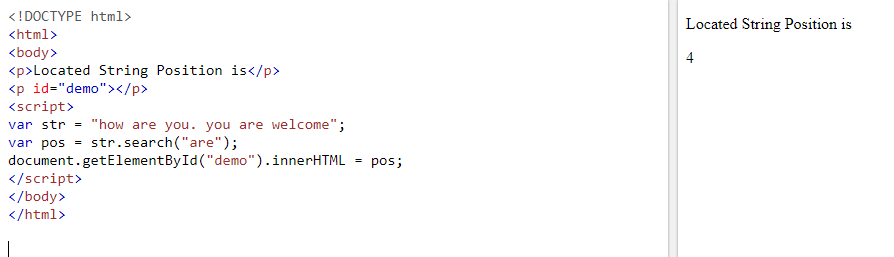 <!DOCTYPE html>
<html>
<body>
<p>Located String Position is</p>
<p id="demo"></p>
<script>
var str = "how are you. you are welcome";
var pos = str.search("are");
document.getElementById("demo").innerHTML = pos;
</script>
</body>
</html>
Located String Position is
4